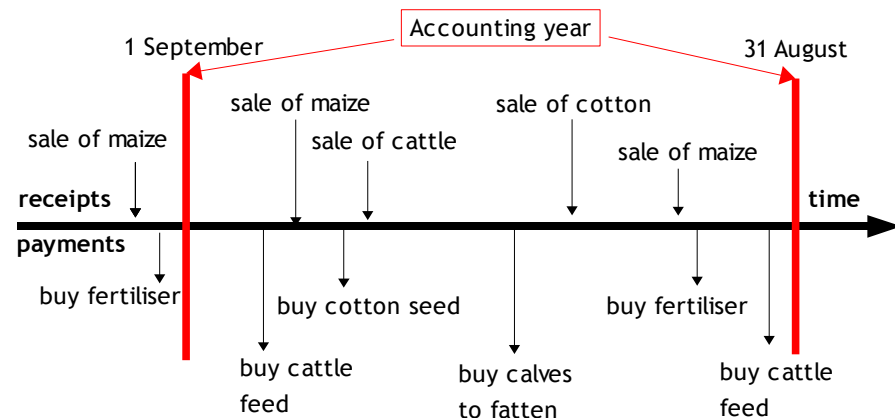 Accounting year
1 September
31 August
sale of maize
sale of maize
sale of cattle
sale of cotton
sale of maize
receipts
time
payments
buy fertiliser
buy cotton seed
buy fertiliser
buy cattle
feed
buy calves
to fatten
buy cattle
feed